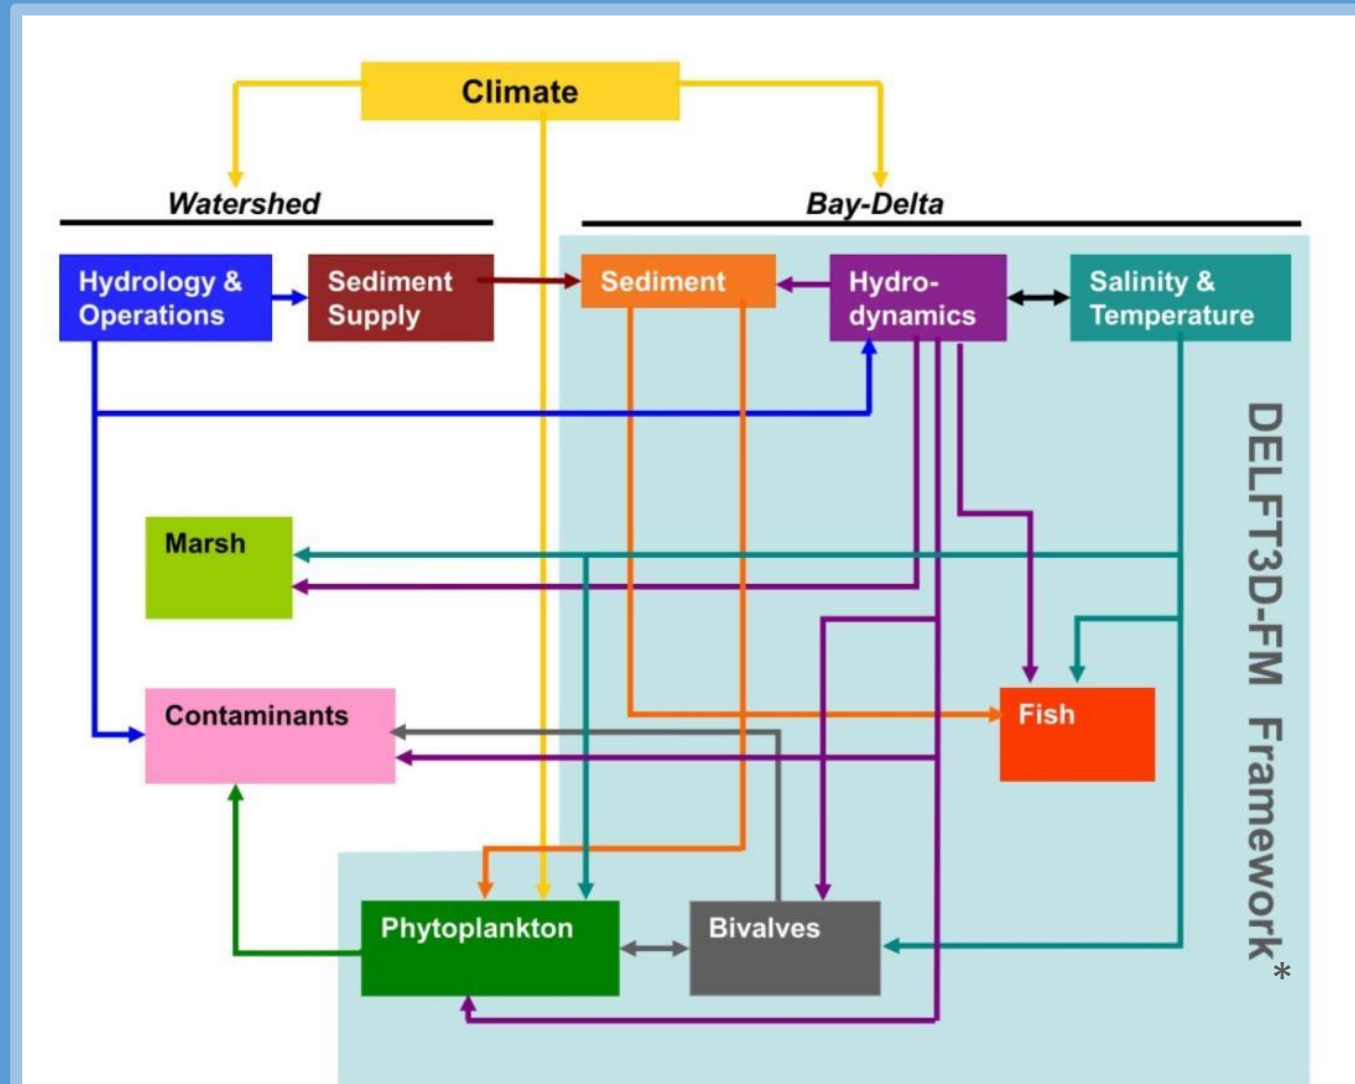 Climate
Watershed
Bay-Delta
Hydrology &
Operations
Sediment
Supply
Sediment
Hydro-
dynamics
Salinity &
Temperature
DELFT3D-FM Framework*
Marsh
Contaminants
Fish
Phytoplankton
Bivalves